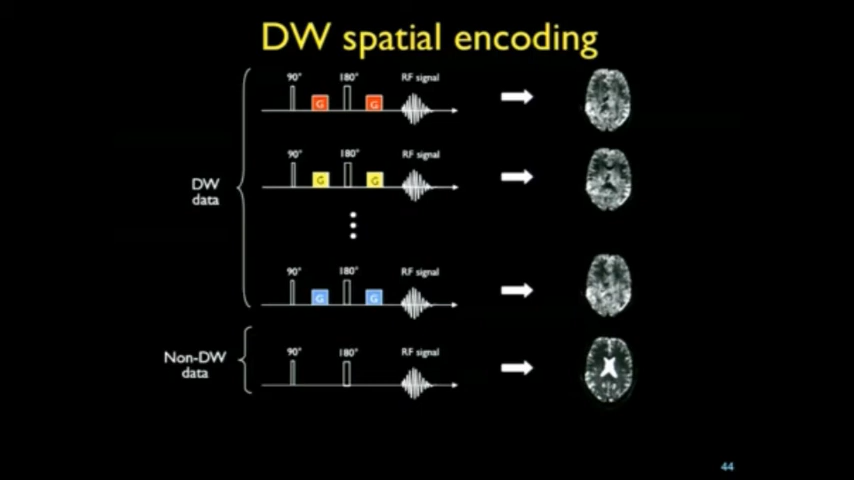 DW spatial encoding
90° 180° RF signal
G G
90° 180° RF signal
G G
DW
data
90° 180° RF signal
G G
Non-DW
data
90° 180° RF signal
44